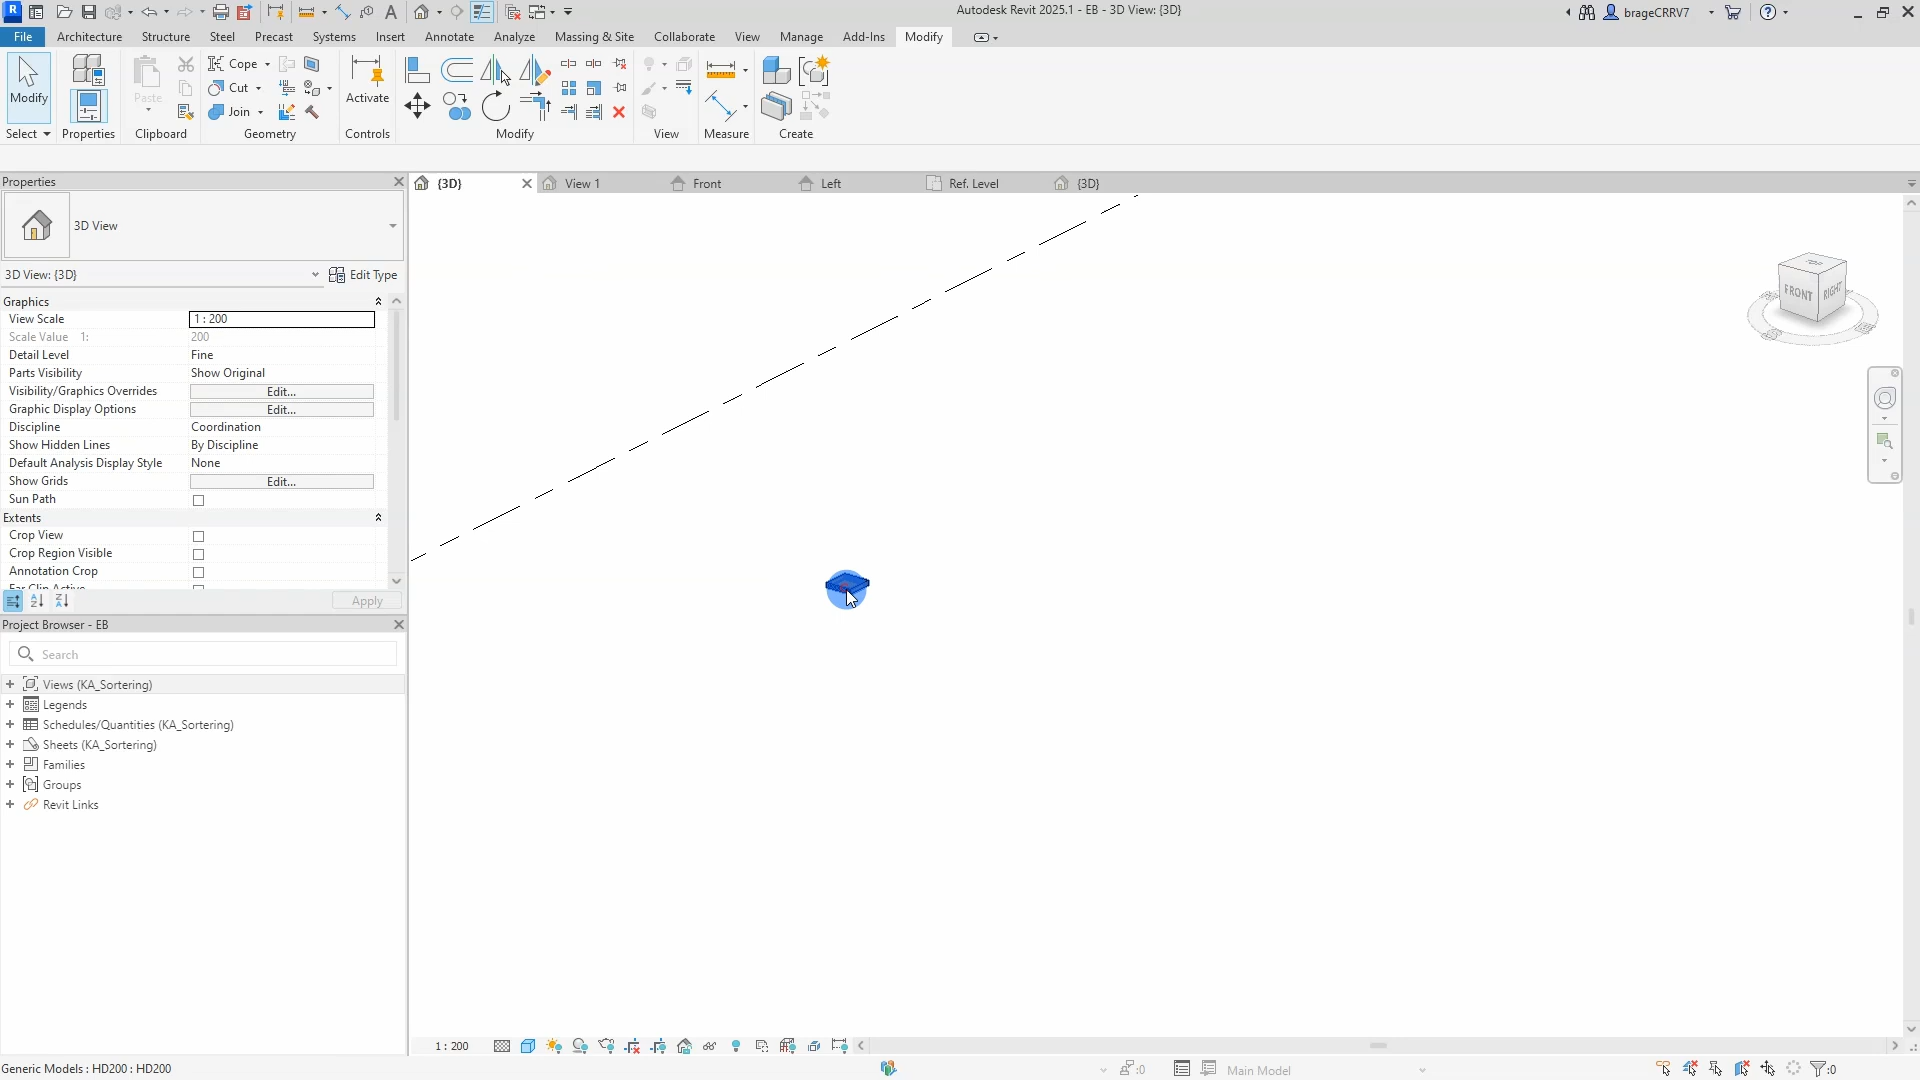 Autodesk Revit 2025.1 - EB - 3D View: {3D}
brageCRRV7
File Architecture Structure Steel Precast Systems Insert Annotate Analyze Massing & Site Collaborate View Manage Add-Ins Modify
Modify
Select
Properties
Paste
Clipboard
Cope
Cut
Join
Geometry
Activate
Controls
Modify
View
Measure
Create
Properties
{3D} View 1 Front Left Ref. Level {3D}
3D View
3D View: {3D} Edit Type
Graphics
View Scale 1 : 200
Scale Value 1: 200
Detail Level Fine
Parts Visibility Show Original
Visibility/Graphics Overrides Edit...
Graphic Display Options Edit...
Discipline Coordination
Show Hidden Lines By Discipline
Default Analysis Display Style None
Show Grids Edit...
Sun Path
Extents
Crop View
Crop Region Visible
Annotation Crop
Far Clip Active
Apply
Project Browser - EB
Search
Views (KA_Sortering)
Legends
Schedules/Quantities (KA_Sortering)
Sheets (KA_Sortering)
Families
Groups
Revit Links
FRONT RIGHT
1 : 200
Generic Models : HD200 : HD200
:0
Main Model
:0